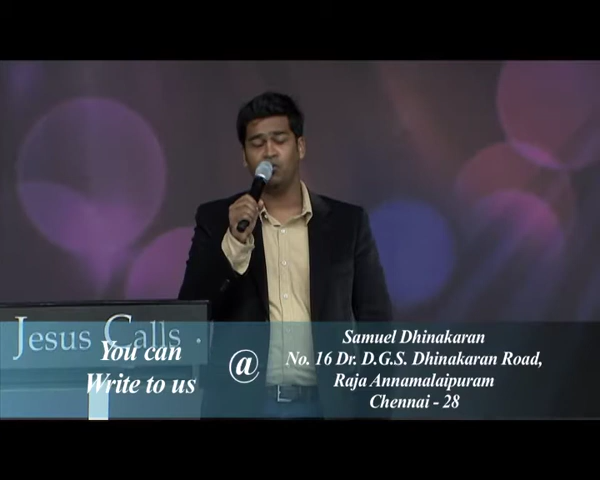 Jesus Calls
You can
Write to us
@
Samuel Dhinakaran
No. 16 Dr. D.G.S. Dhinakaran Road,
Raja Annamalaipuram
Chennai - 28